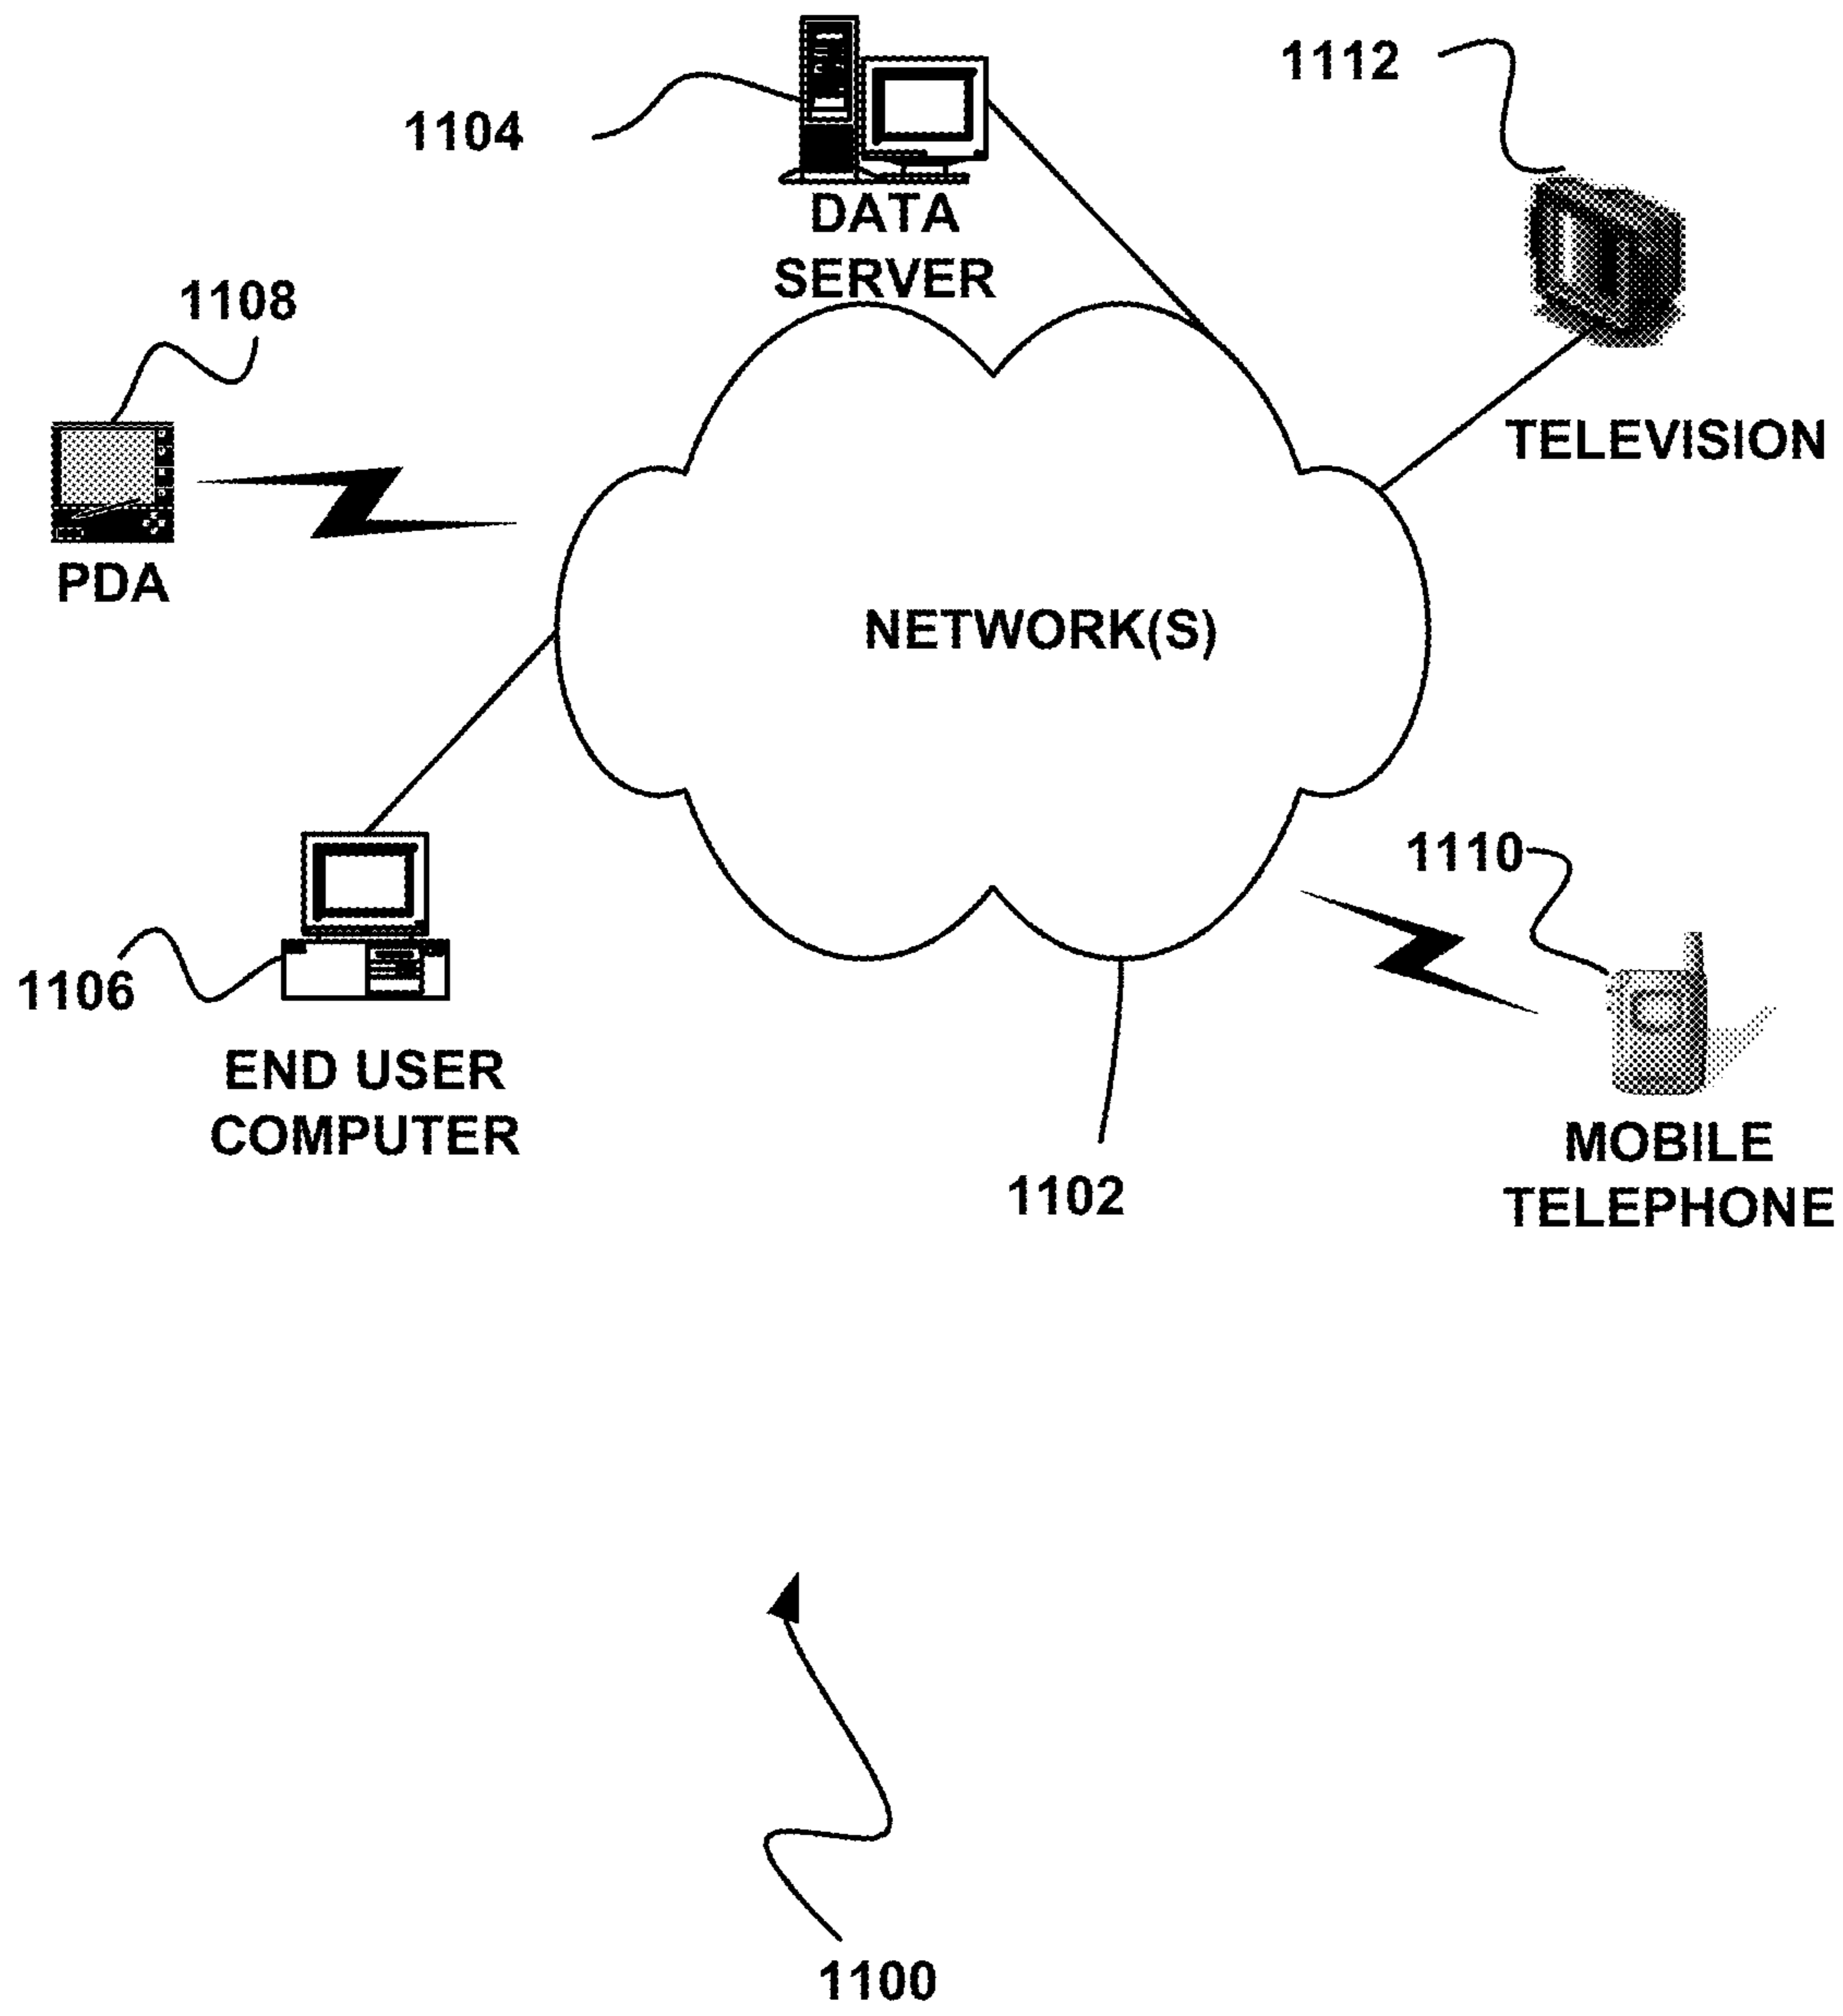 1112
1104
DATA
SERVER
1108
TELEVISION
PDA
NETWORK(S)
1110
1106
END USER
COMPUTER
MOBILE
TELEPHONE
1102
1100